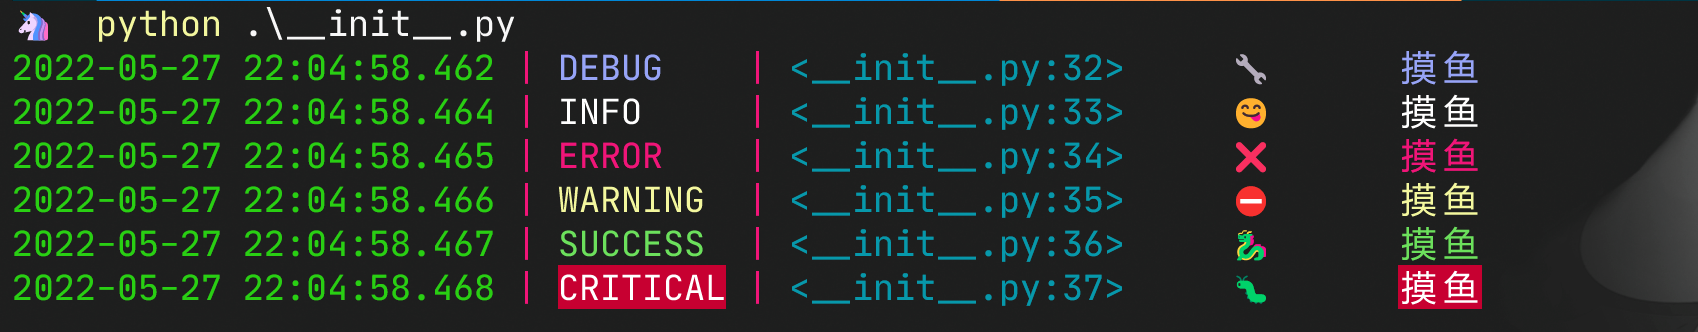 🦄 python .\__init__.py
2022-05-27 22:04:58.462 | DEBUG | <__init__.py:32> 🔧 摸鱼
2022-05-27 22:04:58.464 | INFO | <__init__.py:33> 😋 摸鱼
2022-05-27 22:04:58.465 | ERROR | <__init__.py:34> ❌ 摸鱼
2022-05-27 22:04:58.466 | WARNING | <__init__.py:35> ⛔ 摸鱼
2022-05-27 22:04:58.467 | SUCCESS | <__init__.py:36> 🐉 摸鱼
2022-05-27 22:04:58.468 | CRITICAL | <__init__.py:37> 🐛 摸鱼